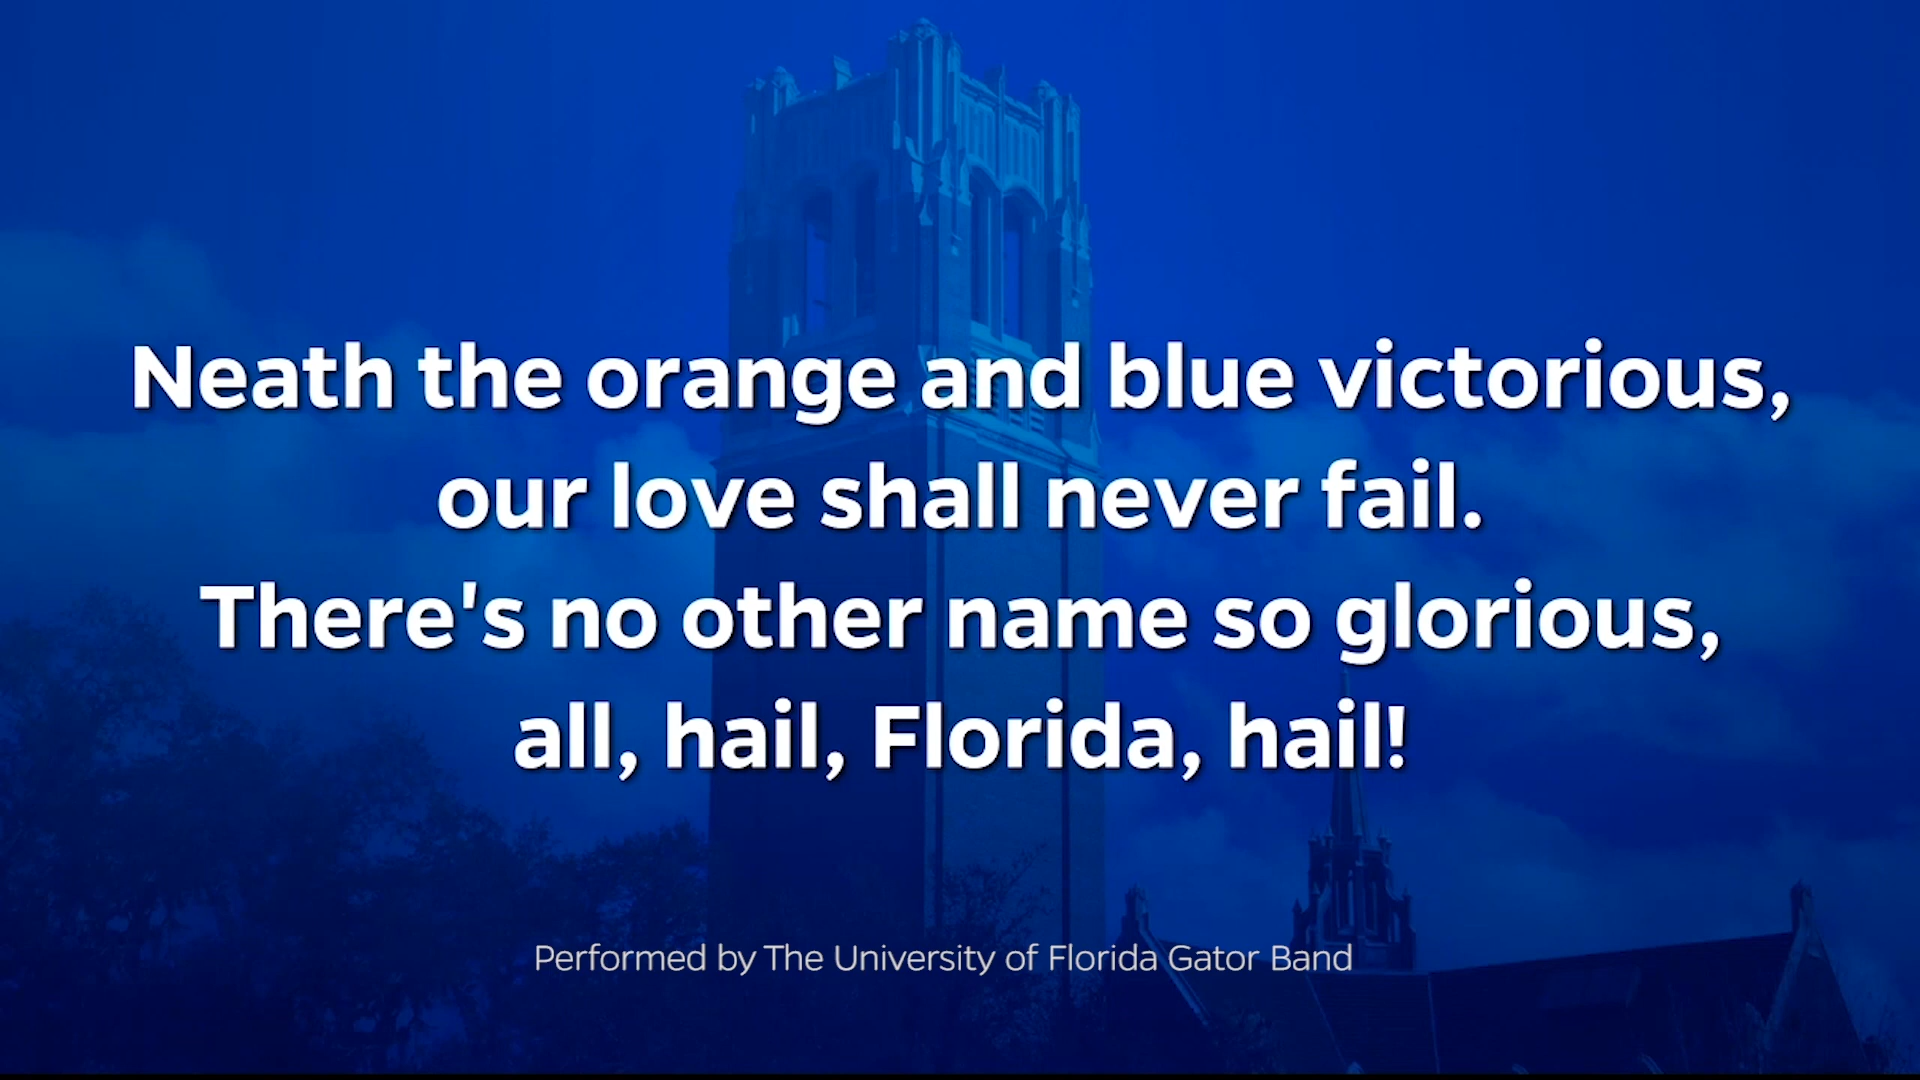 Neath the orange and blue victorious,
our love shall never fail.
There's no other name so glorious,
all, hail, Florida, hail!
Performed by The University of Florida Gator Band